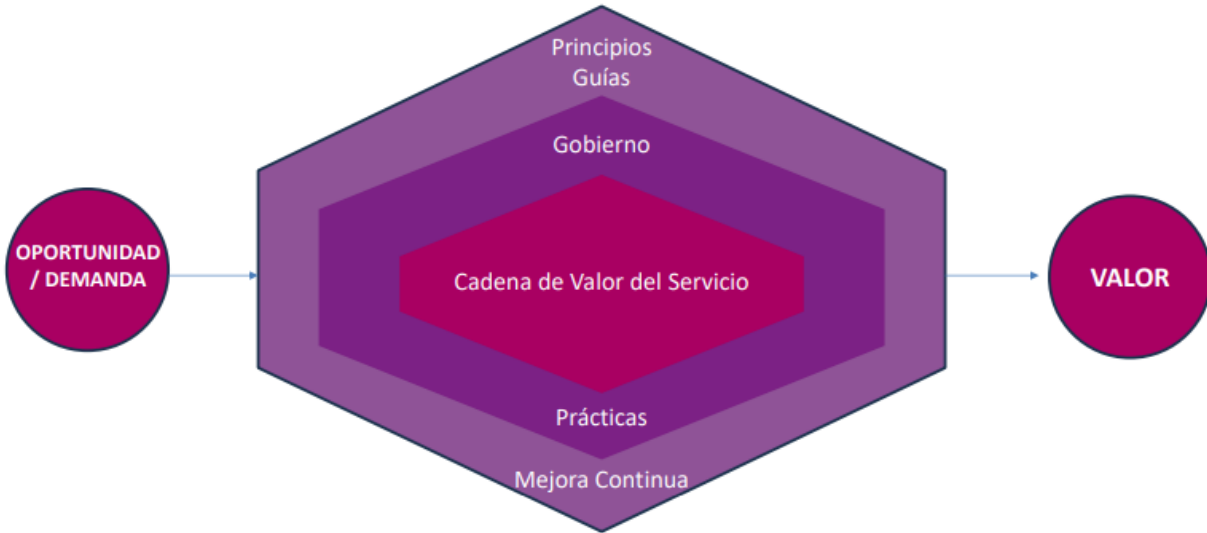 Principios
Guías
Gobierno
OPORTUNIDAD
/ DEMANDA
Cadena de Valor del Servicio
VALOR
Prácticas
Mejora Continua